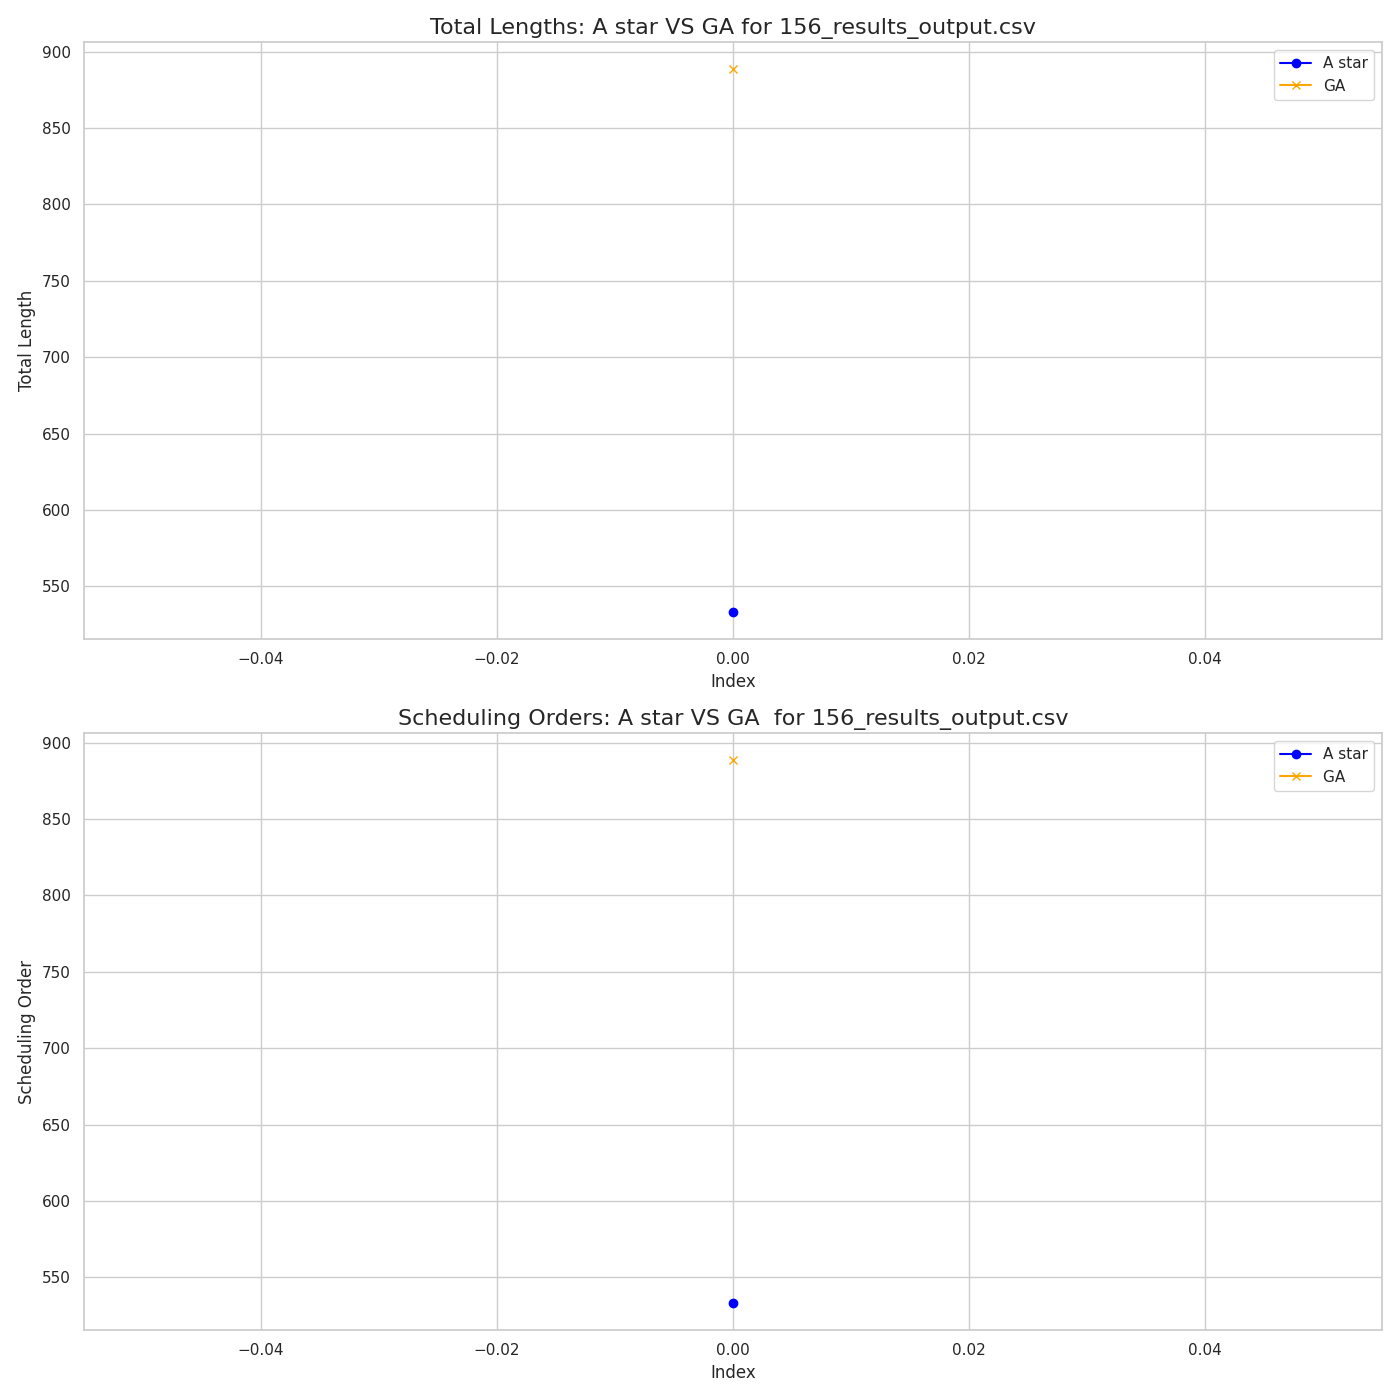 Total Lengths: A star VS GA for 156_results_output.csv
900
850
800
750
700
650
600
550
Total Length
A star
GA
−0.04
−0.02
0.00
0.02
0.04
Index
Scheduling Orders: A star VS GA  for 156_results_output.csv
900
850
800
750
700
650
600
550
Scheduling Order
A star
GA
−0.04
−0.02
0.00
0.02
0.04
Index